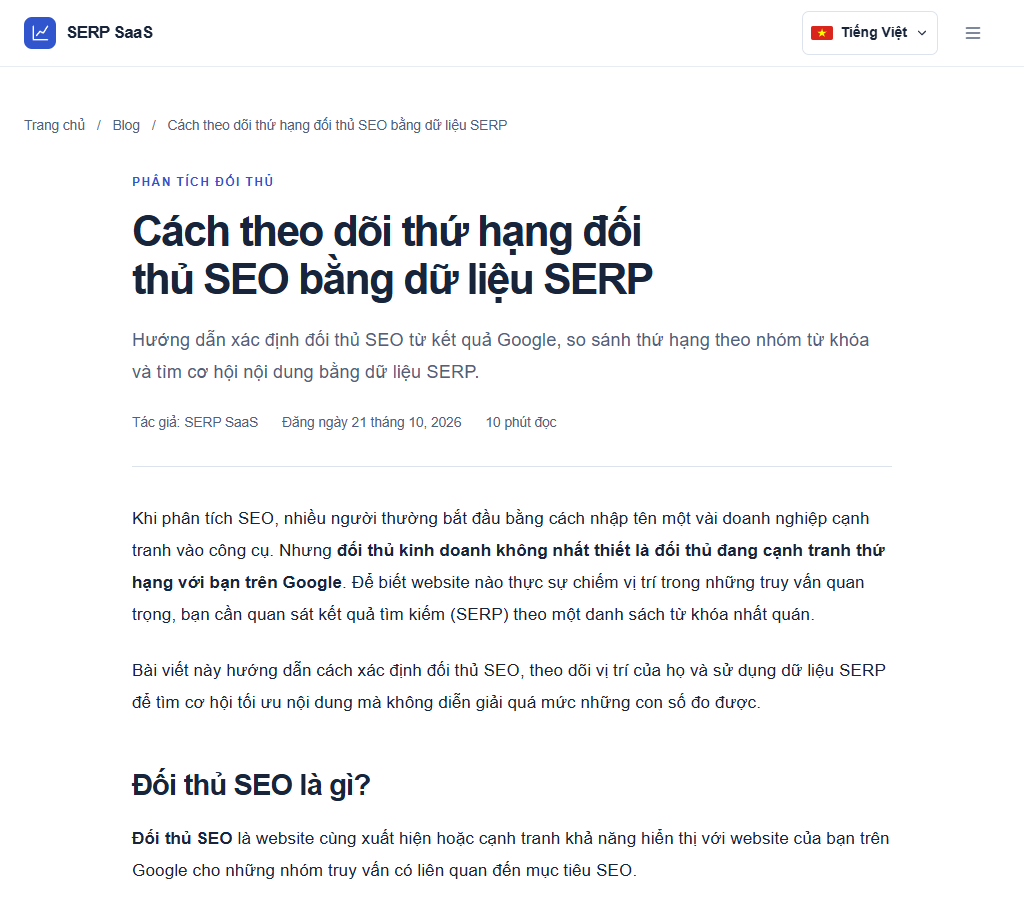 SERP SaaS
Tiếng Việt
Trang chủ / Blog / Cách theo dõi thứ hạng đối thủ SEO bằng dữ liệu SERP
PHÂN TÍCH ĐỐI THỦ
Cách theo dõi thứ hạng đối
thủ SEO bằng dữ liệu SERP
Hướng dẫn xác định đối thủ SEO từ kết quả Google, so sánh thứ hạng theo nhóm từ khóa
và tìm cơ hội nội dung bằng dữ liệu SERP.
Tác giả: SERP SaaS Đăng ngày 21 tháng 10, 2026 10 phút đọc
Khi phân tích SEO, nhiều người thường bắt đầu bằng cách nhập tên một vài doanh nghiệp cạnh
tranh vào công cụ. Nhưng đối thủ kinh doanh không nhất thiết là đối thủ đang cạnh tranh thứ
hạng với bạn trên Google. Để biết website nào thực sự chiếm vị trí trong những truy vấn quan
trọng, bạn cần quan sát kết quả tìm kiếm (SERP) theo một danh sách từ khóa nhất quán.
Bài viết này hướng dẫn cách xác định đối thủ SEO, theo dõi vị trí của họ và sử dụng dữ liệu SERP
để tìm cơ hội tối ưu nội dung mà không diễn giải quá mức những con số đo được.
Đối thủ SEO là gì?
Đối thủ SEO là website cùng xuất hiện hoặc cạnh tranh khả năng hiển thị với website của bạn trên
Google cho những nhóm truy vấn có liên quan đến mục tiêu SEO.